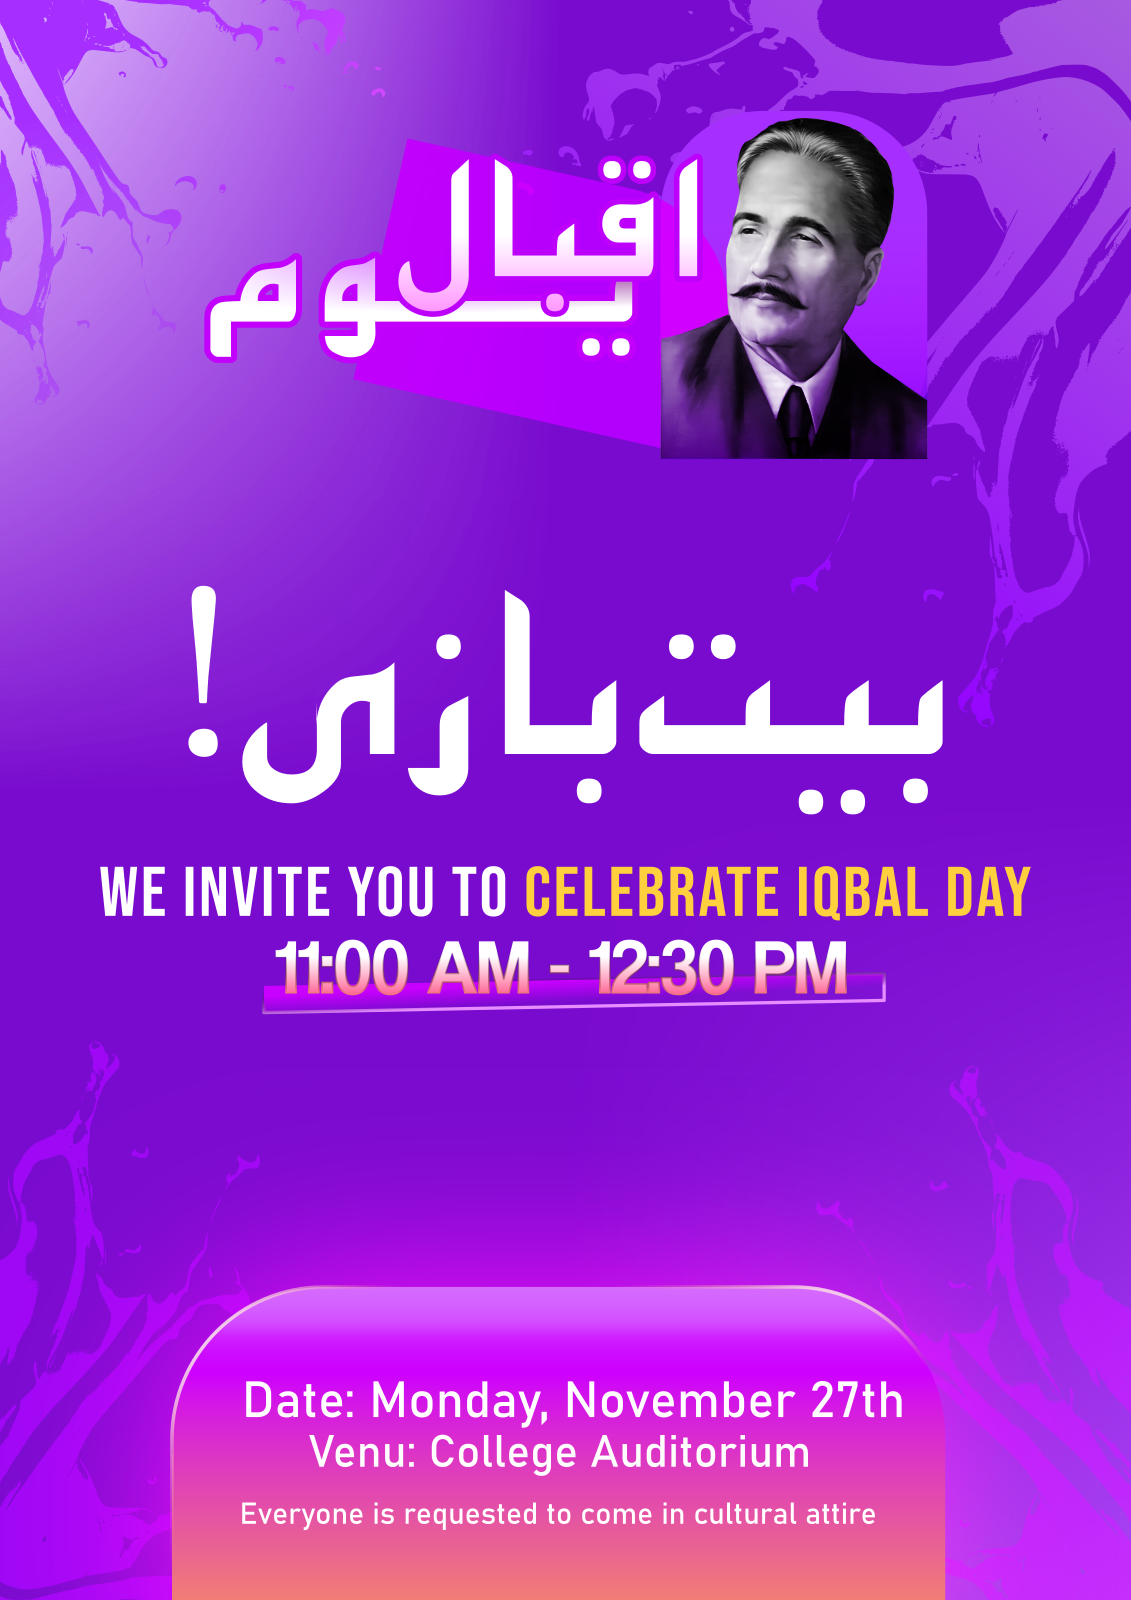 اقبال
یوم
بیت بازی!
WE INVITE YOU TO CELEBRATE IQBAL DAY
11:00 AM - 12:30 PM
Date: Monday, November 27th
Venu: College Auditorium
Everyone is requested to come in cultural attire